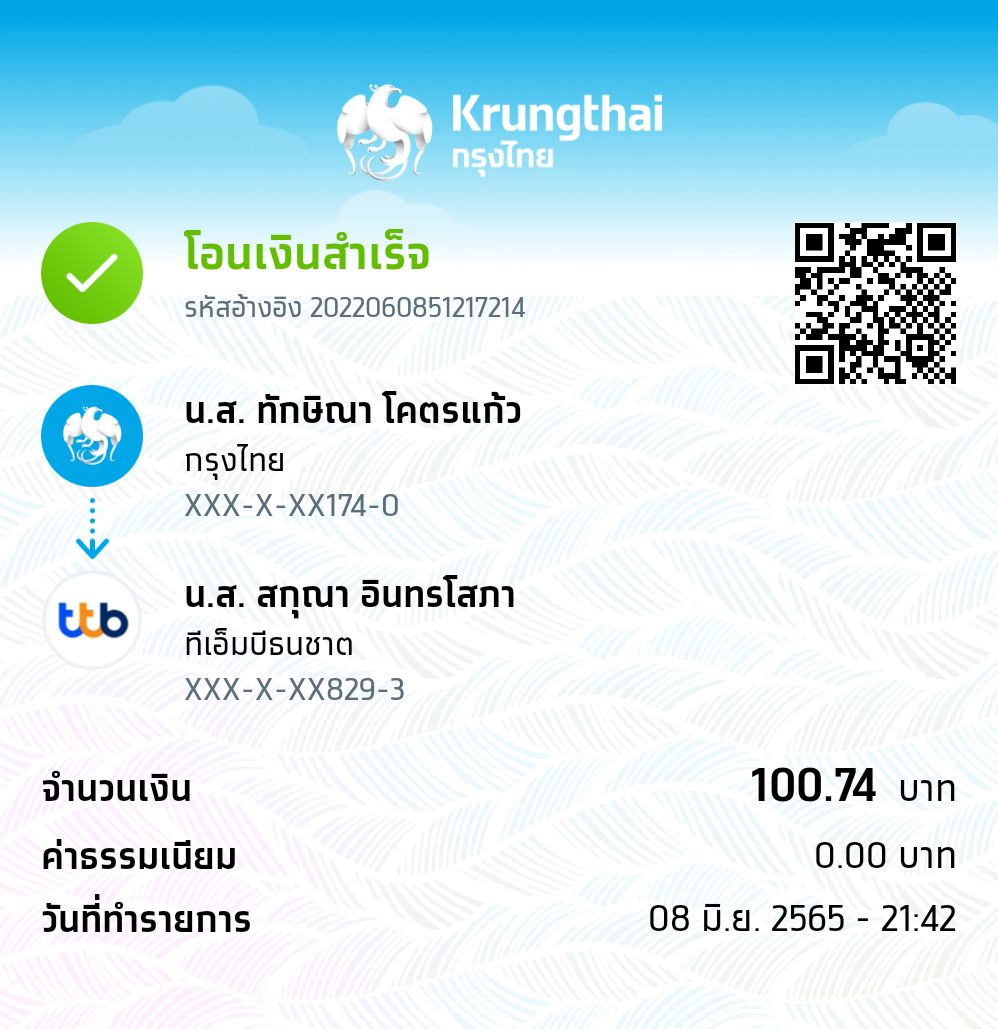 Krungthai
กรุงไทย
โอนเงินสำเร็จ
รหัสอ้างอิง 2022060851217214
น.ส. ทักษิณา โคตรแก้ว
กรุงไทย
XXX-X-XX174-0
ttb
น.ส. สกุณา อินทรโสภา
ทีเอ็มบีธนชาต
XXX-X-XX829-3
จำนวนเงิน 100.74 บาท
ค่าธรรมเนียม 0.00 บาท
วันที่ทำรายการ 08 มิ.ย. 2565 - 21:42